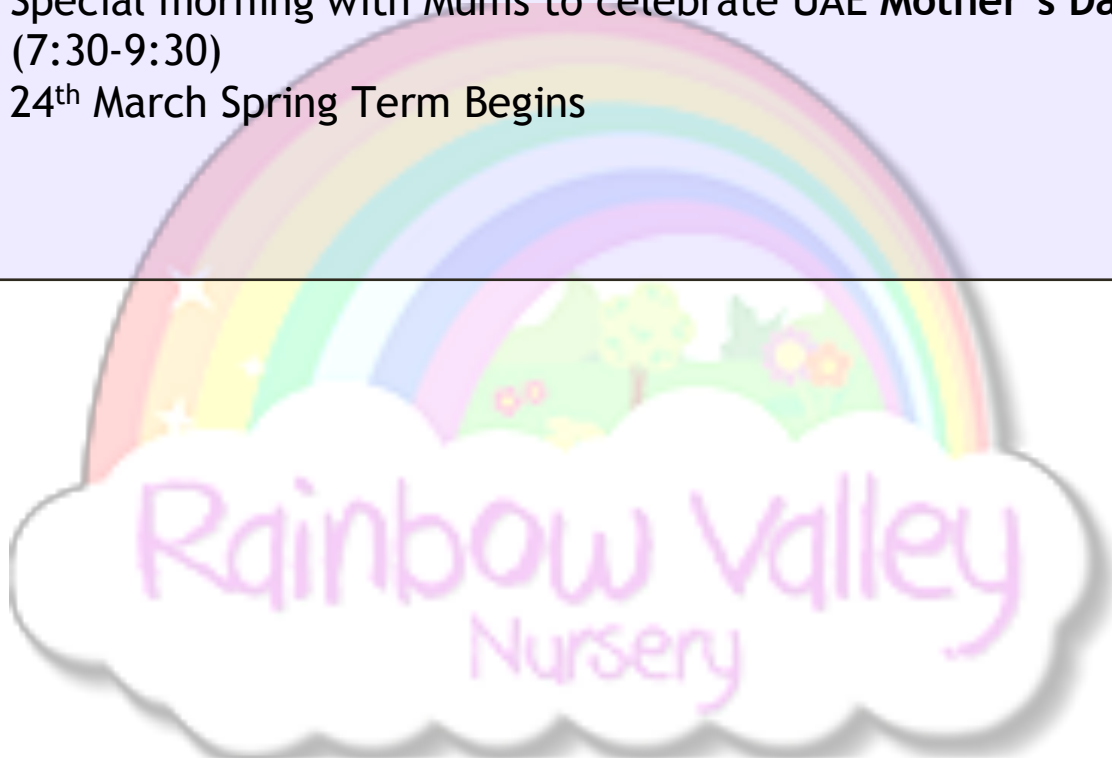 Special morning with Mums to celebrate UAE Mother's Da
(7:30-9:30)
24th March Spring Term Begins
Rainbow Valley
Nursery